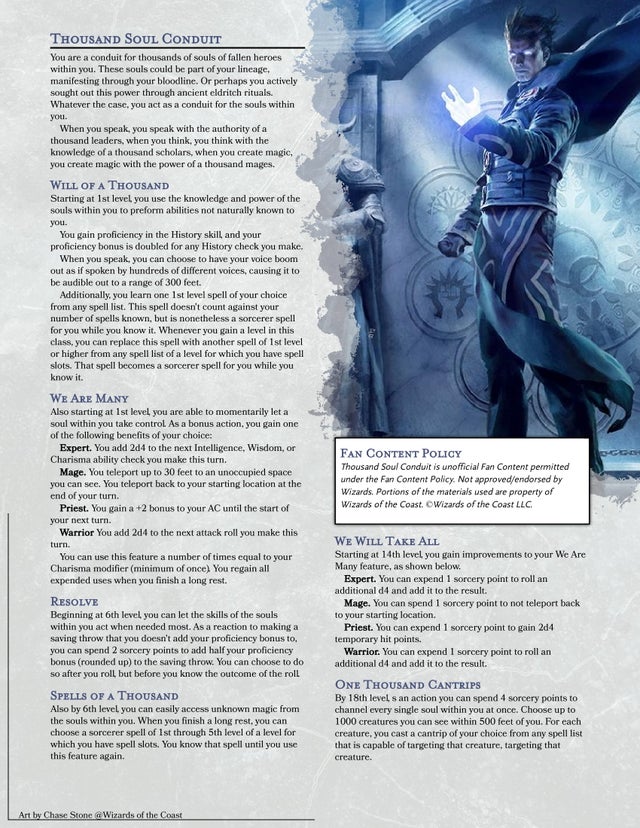 Thousand Soul Conduit
You are a conduit for thousands of souls of fallen heroes
within you. These souls could be part of your lineage,
manifesting through your bloodline. Or perhaps you actively
sought out this power through ancient eldritch rituals.
Whatever the case, you act as a conduit for the souls within
you.
When you speak, you speak with the authority of a
thousand leaders, when you think, you think with the
knowledge of a thousand scholars, when you create magic,
you create magic with the power of a thousand mages.
Will of a Thousand
Starting at 1st level, you use the knowledge and power of the
souls within you to preform abilities not naturally known to
you.
You gain proficiency in the History skill, and your
proficiency bonus is doubled for any History check you make.
When you speak, you can choose to have your voice boom
out as if spoken by hundreds of different voices, causing it to
be audible out to a range of 300 feet.
Additionally, you learn one 1st level spell of your choice
from any spell list. This spell doesn't count against your
number of spells known, but is nonetheless a sorcerer spell
for you while you know it. Whenever you gain a level in this
class, you can replace this spell with another spell of 1st level
or higher from any spell list of a level for which you have spell
slots. That spell becomes a sorcerer spell for you while you
know it.
We Are Many
Also starting at 1st level, you are able to momentarily let a
soul within you take control. As a bonus action, you gain one
of the following benefits of your choice:
Expert. You add 2d4 to the next Intelligence, Wisdom, or
Charisma ability check you make this turn.
Mage. You teleport up to 30 feet to an unoccupied space
you can see. You teleport back to your starting location at the
end of your turn.
Priest. You gain a +2 bonus to your AC until the start of
your next turn.
Warrior You add 2d4 to the next attack roll you make this
turn.
You can use this feature a number of times equal to your
Charisma modifier (minimum of once). You regain all
expended uses when you finish a long rest.
Resolve
Beginning at 6th level, you can let the skills of the souls
within you act when needed most. As a reaction to making a
saving throw that you doesn't add your proficiency bonus to,
you can spend 2 sorcery points to add half your proficiency
bonus (rounded up) to the saving throw. You can choose to do
so after you roll, but before you know the outcome of the roll.
Spells of a Thousand
Also by 6th level, you can easily access unknown magic from
the souls within you. When you finish a long rest, you can
choose a sorcerer spell of 1st through 5th level of a level for
which you have spell slots. You know that spell until you use
this feature again.
Fan Content Policy
Thousand Soul Conduit is unofficial Fan Content permitted
under the Fan Content Policy. Not approved/endorsed by
Wizards. Portions of the materials used are property of
Wizards of the Coast. ©Wizards of the Coast LLC.
We Will Take All
Starting at 14th level, you gain improvements to your We Are
Many feature, as shown below.
Expert. You can expend 1 sorcery point to roll an
additional d4 and add it to the result.
Mage. You can spend 1 sorcery point to not teleport back
to your starting location.
Priest. You can expend 1 sorcery point to gain 2d4
temporary hit points.
Warrior. You can expend 1 sorcery point to roll an
additional d4 and add it to the result.
One Thousand Cantrips
By 18th level, s an action you can spend 4 sorcery points to
channel every single soul within you at once. Choose up to
1000 creatures you can see within 500 feet of you. For each
creature, you cast a cantrip of your choice from any spell list
that is capable of targeting that creature, targeting that
creature.
Art by Chase Stone @Wizards of the Coast